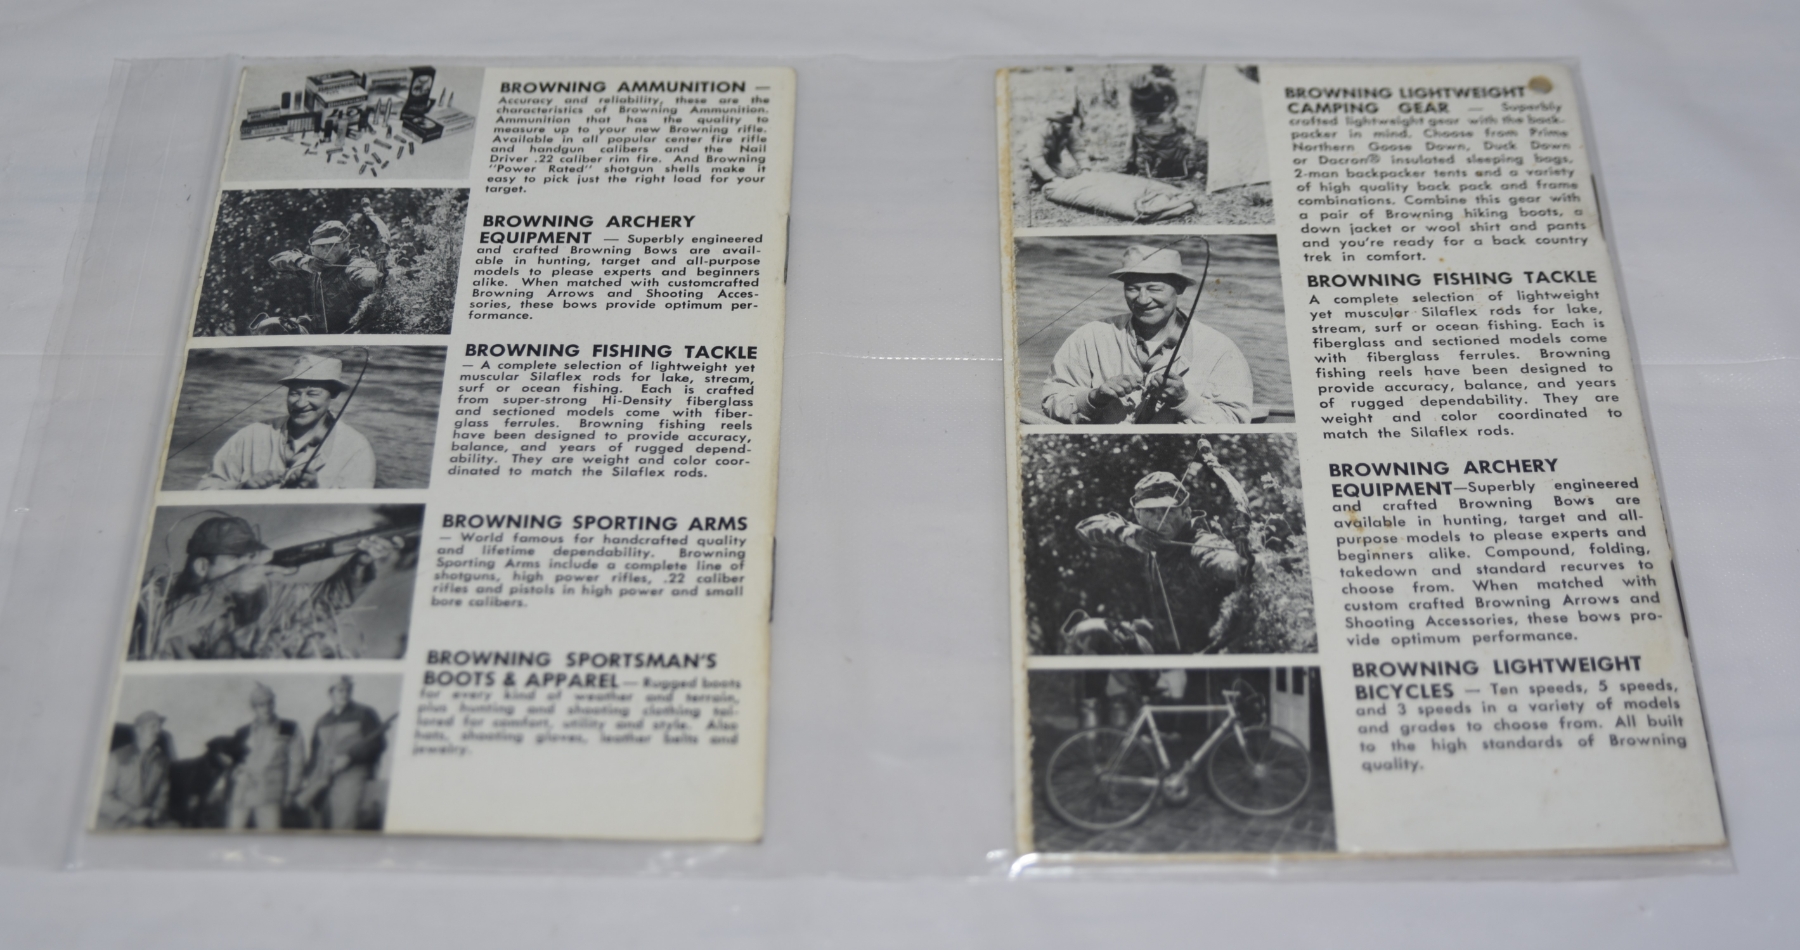 BROWNING AMMUNITION —
Accuracy and reliability, these are the
characteristics of Browning Ammunition.
Ammunition that has the quality to
measure up to your new Browning rifle.
Available in all popular center fire rifle
and handgun calibers and the Nail
Driver .22 caliber rim fire. And Browning
"Power Rated" shotgun shells make it
easy to pick just the right load for your
target.
BROWNING ARCHERY
EQUIPMENT — Superbly engineered
and crafted Browning Bows are avail-
able in hunting, target and all-purpose
models to please experts and beginners
alike. When matched with customcrafted
Browning Arrows and Shooting Acces-
sories, these bows provide optimum per-
formance.
BROWNING FISHING TACKLE
— A complete selection of lightweight yet
muscular Silaflex rods for lake, stream,
surf or ocean fishing. Each is crafted
from super-strong Hi-Density fiberglass
and sectioned models come with fiber-
glass ferrules. Browning fishing reels
have been designed to provide accuracy,
balance, and years of rugged depend-
ability. They are weight and color coor-
dinated to match the Silaflex rods.
BROWNING SPORTING ARMS
— World famous for handcrafted quality
and lifetime dependability. Browning
Sporting Arms include a complete line of
shotguns, high power rifles, .22 caliber
rifles and pistols in high power and small
bore calibers.
BROWNING SPORTSMAN'S
BOOTS & APPAREL — Rugged boots
for every kind of weather and terrain,
plus hunting and shooting clothing tai-
lored for comfort, utility and style. Also
hats, shooting gloves, leather belts and
jewelry.
BROWNING LIGHTWEIGHT
CAMPING GEAR — Superbly
crafted lightweight gear with the back-
packer in mind. Choose from Prime
Northern Goose Down, Duck Down
or Dacron® insulated sleeping bags,
2-man backpacker tents and a variety
of high quality back pack and frame
combinations. Combine this gear with
a pair of Browning hiking boots, a
down jacket or wool shirt and pants
and you're ready for a back country
trek in comfort.
BROWNING FISHING TACKLE
A complete selection of lightweight
yet muscular Silaflex rods for lake,
stream, surf or ocean fishing. Each is
fiberglass and sectioned models come
with fiberglass ferrules. Browning
fishing reels have been designed to
provide accuracy, balance, and years
of rugged dependability. They are
weight and color coordinated to
match the Silaflex rods.
BROWNING ARCHERY
EQUIPMENT—Superbly engineered
and crafted Browning Bows are
available in hunting, target and all-
purpose models to please experts and
beginners alike. Compound, folding,
takedown and standard recurves to
choose from. When matched with
custom crafted Browning Arrows and
Shooting Accessories, these bows pro-
vide optimum performance.
BROWNING LIGHTWEIGHT
BICYCLES — Ten speeds, 5 speeds,
and 3 speeds in a variety of models
and grades to choose from. All built
to the high standards of Browning
quality.